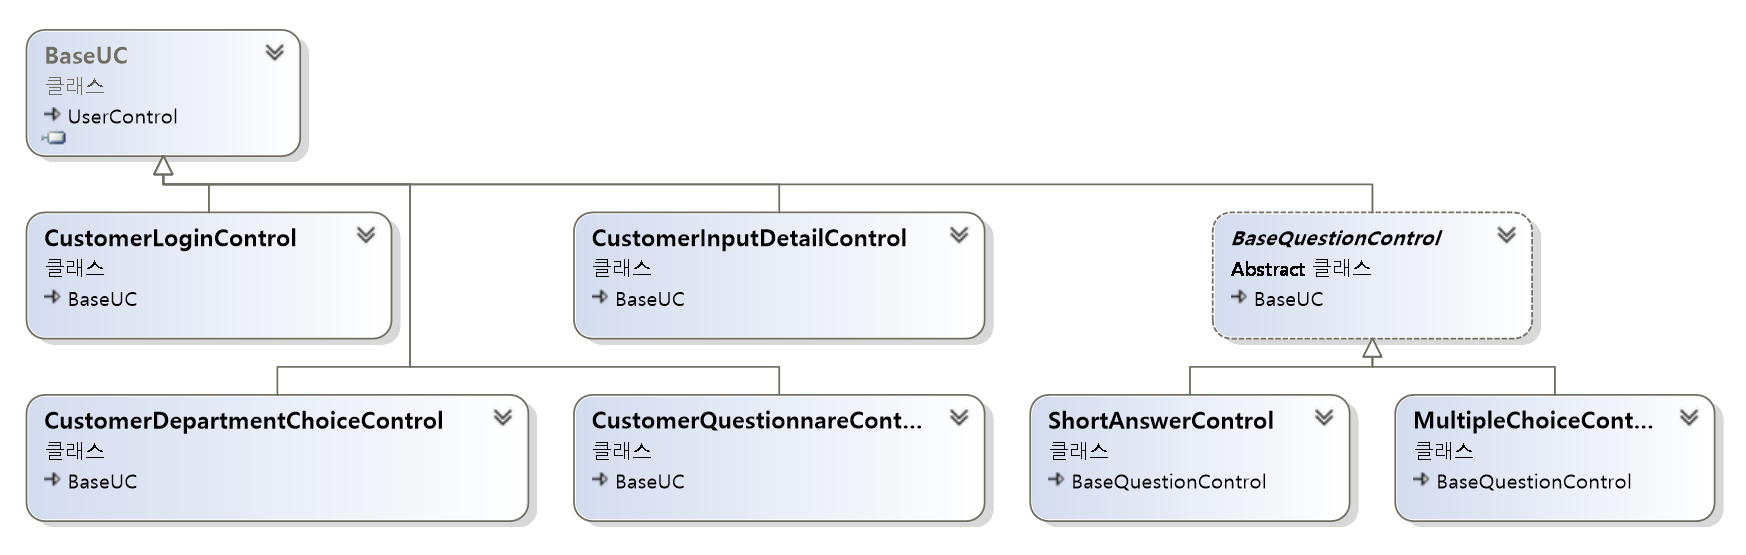 BaseUC
클래스
UserControl
CustomerLoginControl
클래스
BaseUC
CustomerInputDetailControl
클래스
BaseUC
BaseQuestionControl
Abstract 클래스
BaseUC
CustomerDepartmentChoiceControl
클래스
BaseUC
CustomerQuestionnareCont...
클래스
BaseUC
ShortAnswerControl
클래스
BaseQuestionControl
MultipleChoiceCont...
클래스
BaseQuestionControl